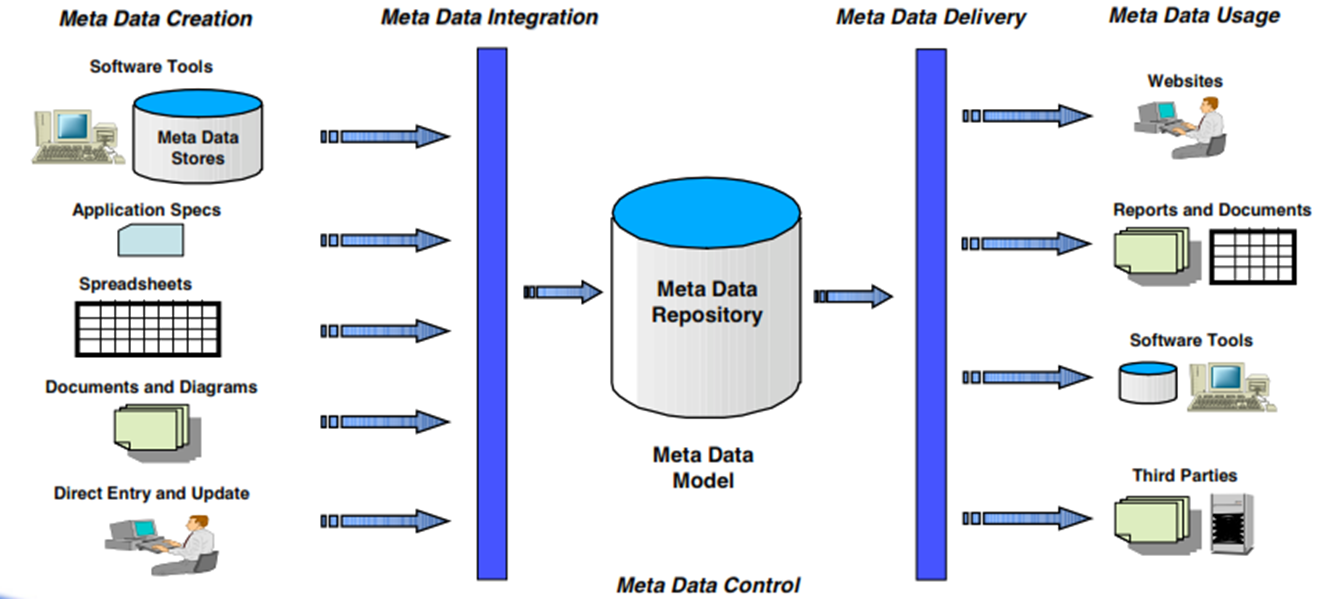 Meta Data Creation
Meta Data Integration
Meta Data Delivery
Meta Data Usage
Software Tools
Meta Data
Stores
Application Specs
Spreadsheets
Documents and Diagrams
Direct Entry and Update
Meta Data
Repository
Meta Data
Model
Meta Data Control
Websites
Reports and Documents
Software Tools
Third Parties